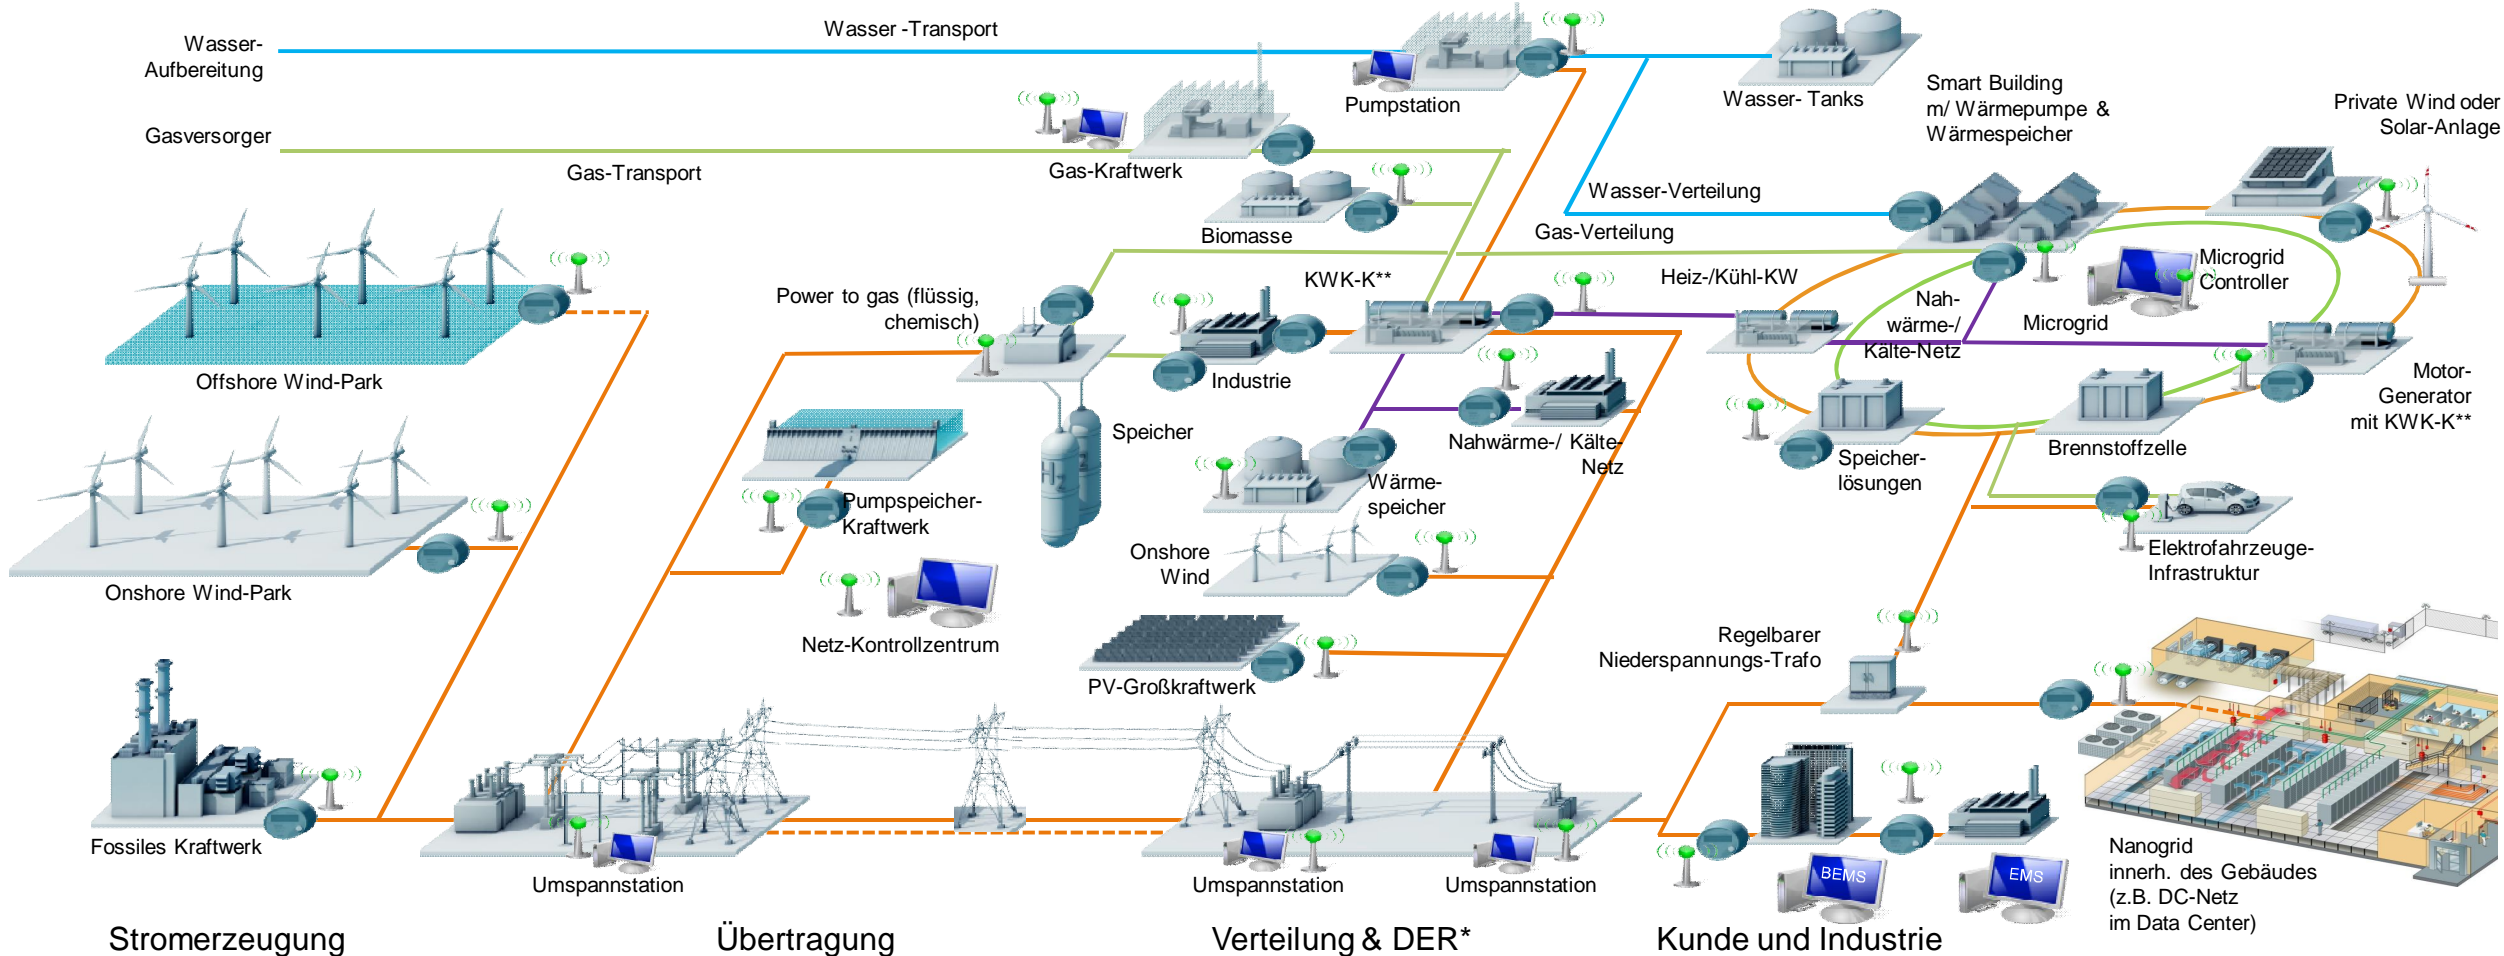 Wasser-
Aufbereitung
Wasser -Transport
Pumpstation
Wasser- Tanks
Smart Building
m/ Wärmepumpe &
Wärmespeicher
Private Wind oder
Solar-Anlage
Gasversorger
Gas-Transport
Gas-Kraftwerk
Biomasse
Wasser-Verteilung
Gas-Verteilung
KWK-K**
Heiz-/Kühl-KW
Microgrid
Controller
Nah-
wärme-/
Kälte-Netz
Microgrid
Power to gas (flüssig,
chemisch)
Offshore Wind-Park
Industrie
Motor-
Generator
mit KWK-K**
Speicher
H2
Nahwärme-/ Kälte-
Netz
Brennstoffzelle
Speicher-
lösungen
Pumpspeicher-
Kraftwerk
Wärme-
speicher
Onshore
Wind
Elektrofahrzeuge-
Infrastruktur
Onshore Wind-Park
Netz-Kontrollzentrum
PV-Großkraftwerk
Regelbarer
Niederspannungs-Trafo
Fossiles Kraftwerk
Umspannstation
Umspannstation
Umspannstation
BEMS
EMS
Nanogrid
innerh. des Gebäudes
(z.B. DC-Netz
im Data Center)
Stromerzeugung
Übertragung
Verteilung & DER*
Kunde und Industrie